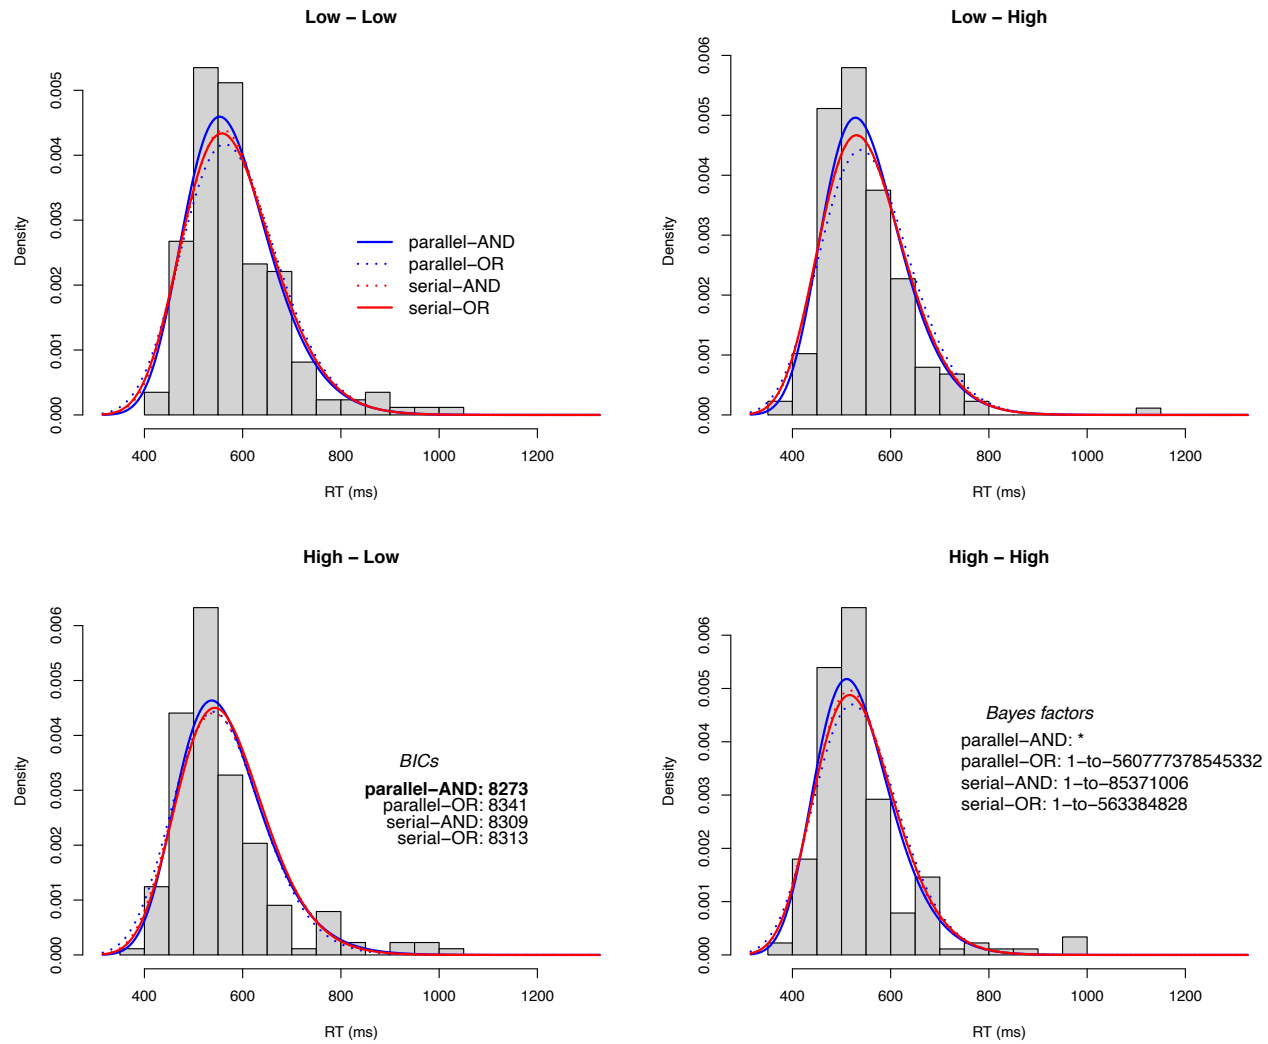 Low – Low
Density
0.000
0.001
0.002
0.003
0.004
0.005
parallel–AND
parallel–OR
serial–AND
serial–OR
400
600
800
1000
1200
RT (ms)
Low – High
Density
0.000
0.001
0.002
0.003
0.004
0.005
0.006
400
600
800
1000
1200
RT (ms)
High – Low
Density
0.000
0.001
0.002
0.003
0.004
0.005
0.006
BICs
parallel–AND: 8273
parallel–OR: 8341
serial–AND: 8309
serial–OR: 8313
400
600
800
1000
1200
RT (ms)
High – High
Density
0.000
0.001
0.002
0.003
0.004
0.005
0.006
Bayes factors
parallel–AND: *
parallel–OR: 1–to–560777378545332
serial–AND: 1–to–85371006
serial–OR: 1–to–563384828
400
600
800
1000
1200
RT (ms)